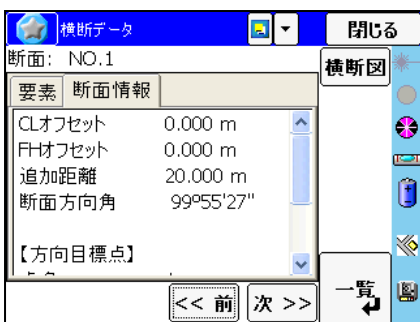 横断データ
閉じる
断面: NO.1
横断図
要素 断面情報
CLオフセット 0.000 m
FHオフセット 0.000 m
追加距離 20.000 m
断面方向角 99°55'27"
【方向目標点】
<< 前 次 >>
一覧